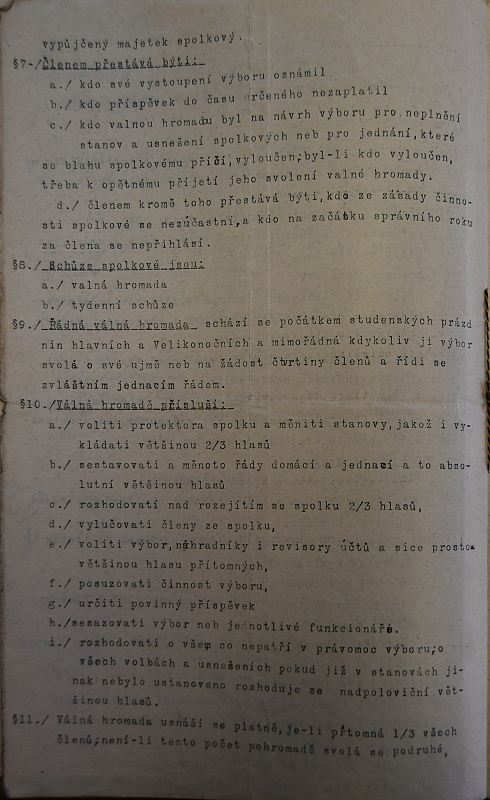 vypůjčený majetek spolkový.
§7-/Členem přestává býti:
a./ kdo své vystoupení výboru oznámil
b./ kdo příspěvek do času určeného nezaplatil
c./ kdo valnou hromadu byl na návrh výboru pro neplnění
stanov a usnešení spolkových neb pro jednání,které
se blahu spolkovému příčí,vyloučen;byl-li kdo vyloučen,
třeba k opětnému přijetí jeho svolení valné hromady.
d./ členem kromě toho přestává býti,kdo ze zásady činno-
sti spolkové se nezúčastní,a kdo na začátku správního roku
za člena se nepřihlásí.
§8./ Schůze spolkové jsou:
a./ valná hromada
b./ tydenní schůze
§9./ Řádná válná hromada schází se počátkem studenských prázd
nin hlavních a Velikonočních a mimořádná kdykoliv ji výbor
svolá o své ujmě neb na žádost čtvrtiny členů a řídí se
zvláštním jednacím řádem.
§10./Válná hromadě přísluší:
a./ voliti protektora spolku a měniti stanovy,jakož i vy-
kládati většinou 2/3 hlasů
b./ sestavovati a měnoto řády domácí a jednací a to abso-
lutní většinou hlasů
c./ rozhodovatí nad rozejítím se spolku 2/3 hlasů,
d./ vylučovati členy ze spolku,
e./ voliti výbor,náhradníky i revisory účtů a sice prostou
většinou hlasu přítomných,
f./ posuzovati činnost výboru,
g./ určiti povinný příspěvek
h./sesazovati výbor neb jednotlivé funkcionáře.
i./ rozhodovati o všem co nepatří v právomoc výboru;o
všech volbách a usnešeních pokud již v stanovách ji-
nak nebylo ustanoveno rozhoduje se nadpoloviční vět-
šinou hlasů.
§11./ Válná hromada usnáší se platně,je-li přtomná 1/3 všech
členů;není-li tento počet pohromadě svolá se podruhé,